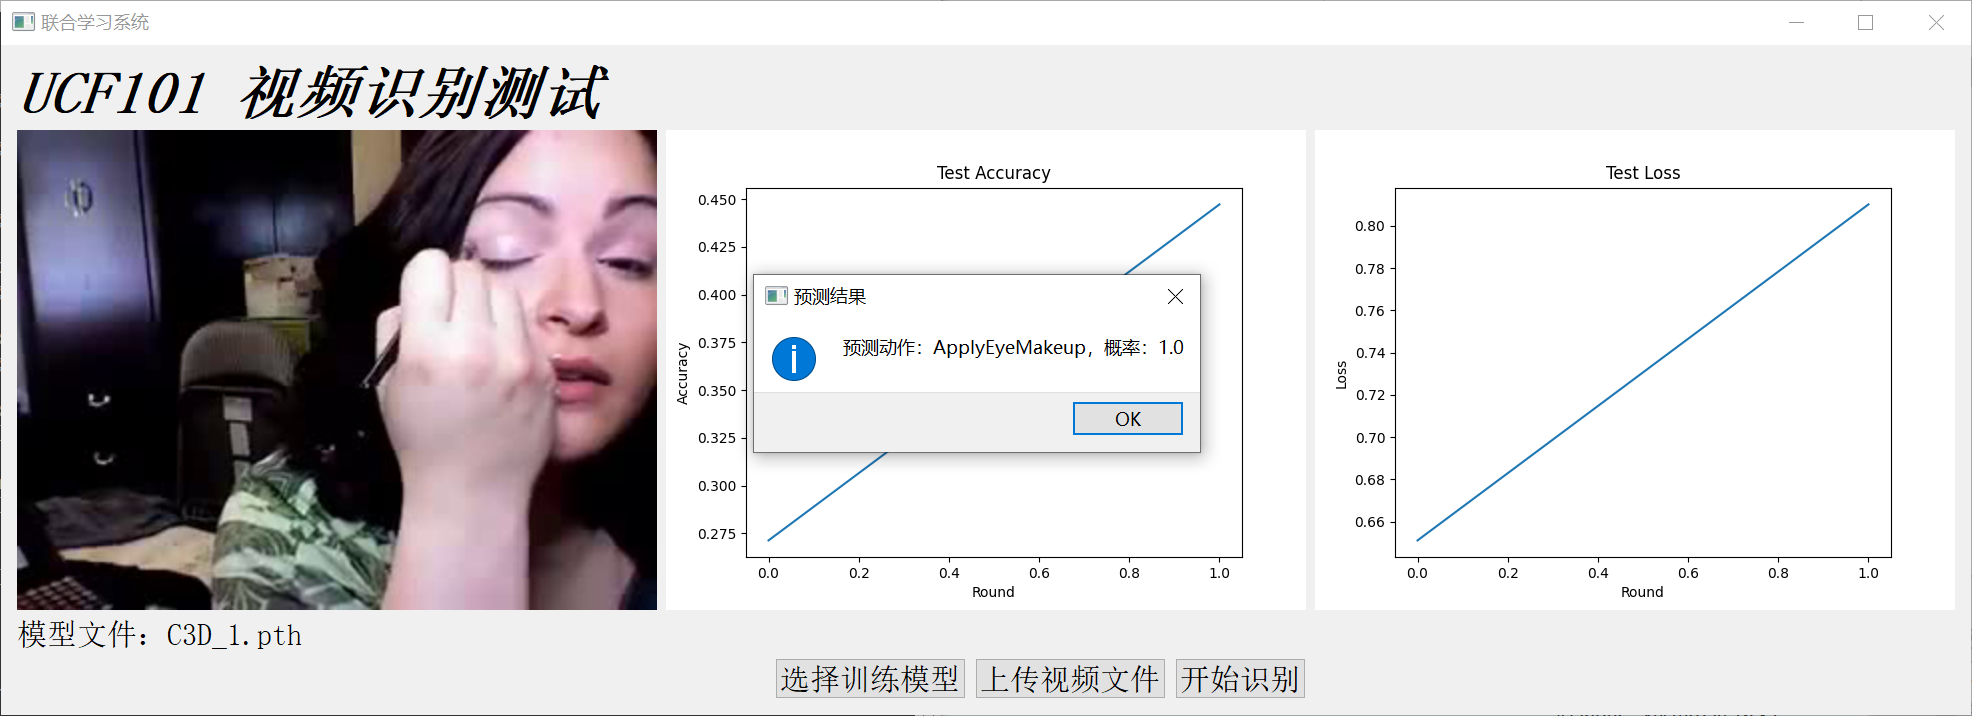 联合学习系统
UCF101 视频识别测试
Test Accuracy
0.450
0.425
0.400
0.375
0.350
0.325
0.300
0.275
Accuracy
0.0 0.2 0.4 0.6 0.8 1.0
Round
预测结果
预测动作：ApplyEyeMakeup，概率：1.0
OK
Test Loss
0.80
0.78
0.76
0.74
0.72
0.70
0.68
0.66
Loss
0.0 0.2 0.4 0.6 0.8 1.0
Round
模型文件：C3D_1.pth
选择训练模型 上传视频文件 开始识别